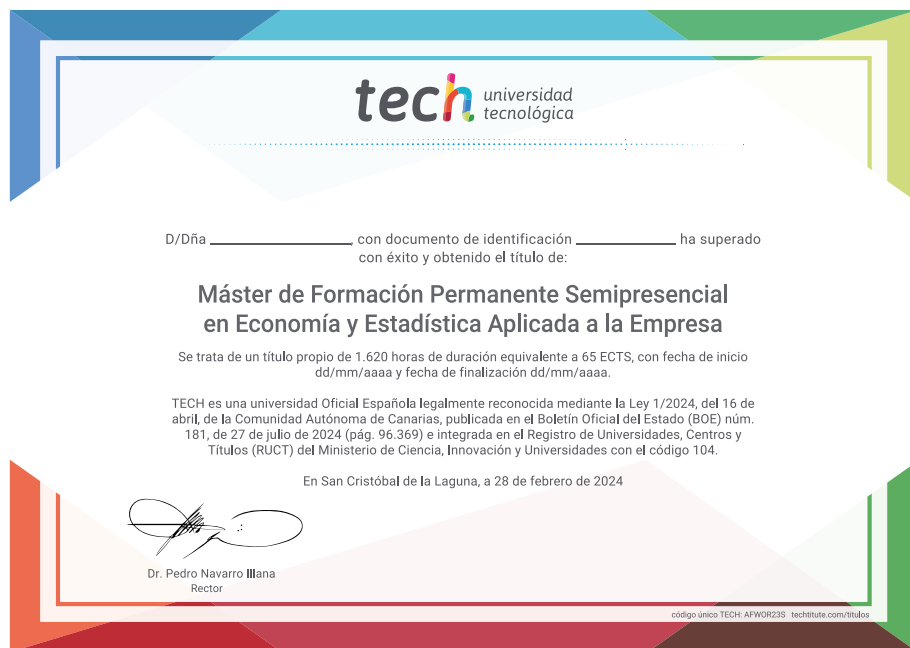 tech universidad
tecnológica
D/Dña ____________________, con documento de identificación ______________ ha superado
con éxito y obtenido el título de:
Máster de Formación Permanente Semipresencial
en Economía y Estadística Aplicada a la Empresa
Se trata de un título propio de 1.620 horas de duración equivalente a 65 ECTS, con fecha de inicio
dd/mm/aaaa y fecha de finalización dd/mm/aaaa.
TECH es una universidad Oficial Española legalmente reconocida mediante la Ley 1/2024, del 16 de
abril, de la Comunidad Autónoma de Canarias, publicada en el Boletín Oficial del Estado (BOE) núm.
181, de 27 de julio de 2024 (pág. 96.369) e integrada en el Registro de Universidades, Centros y
Títulos (RUCT) del Ministerio de Ciencia, Innovación y Universidades con el código 104.
En San Cristóbal de la Laguna, a 28 de febrero de 2024
Dr. Pedro Navarro Illana
Rector
código único TECH: AFWOR23S techtitute.com/titulos